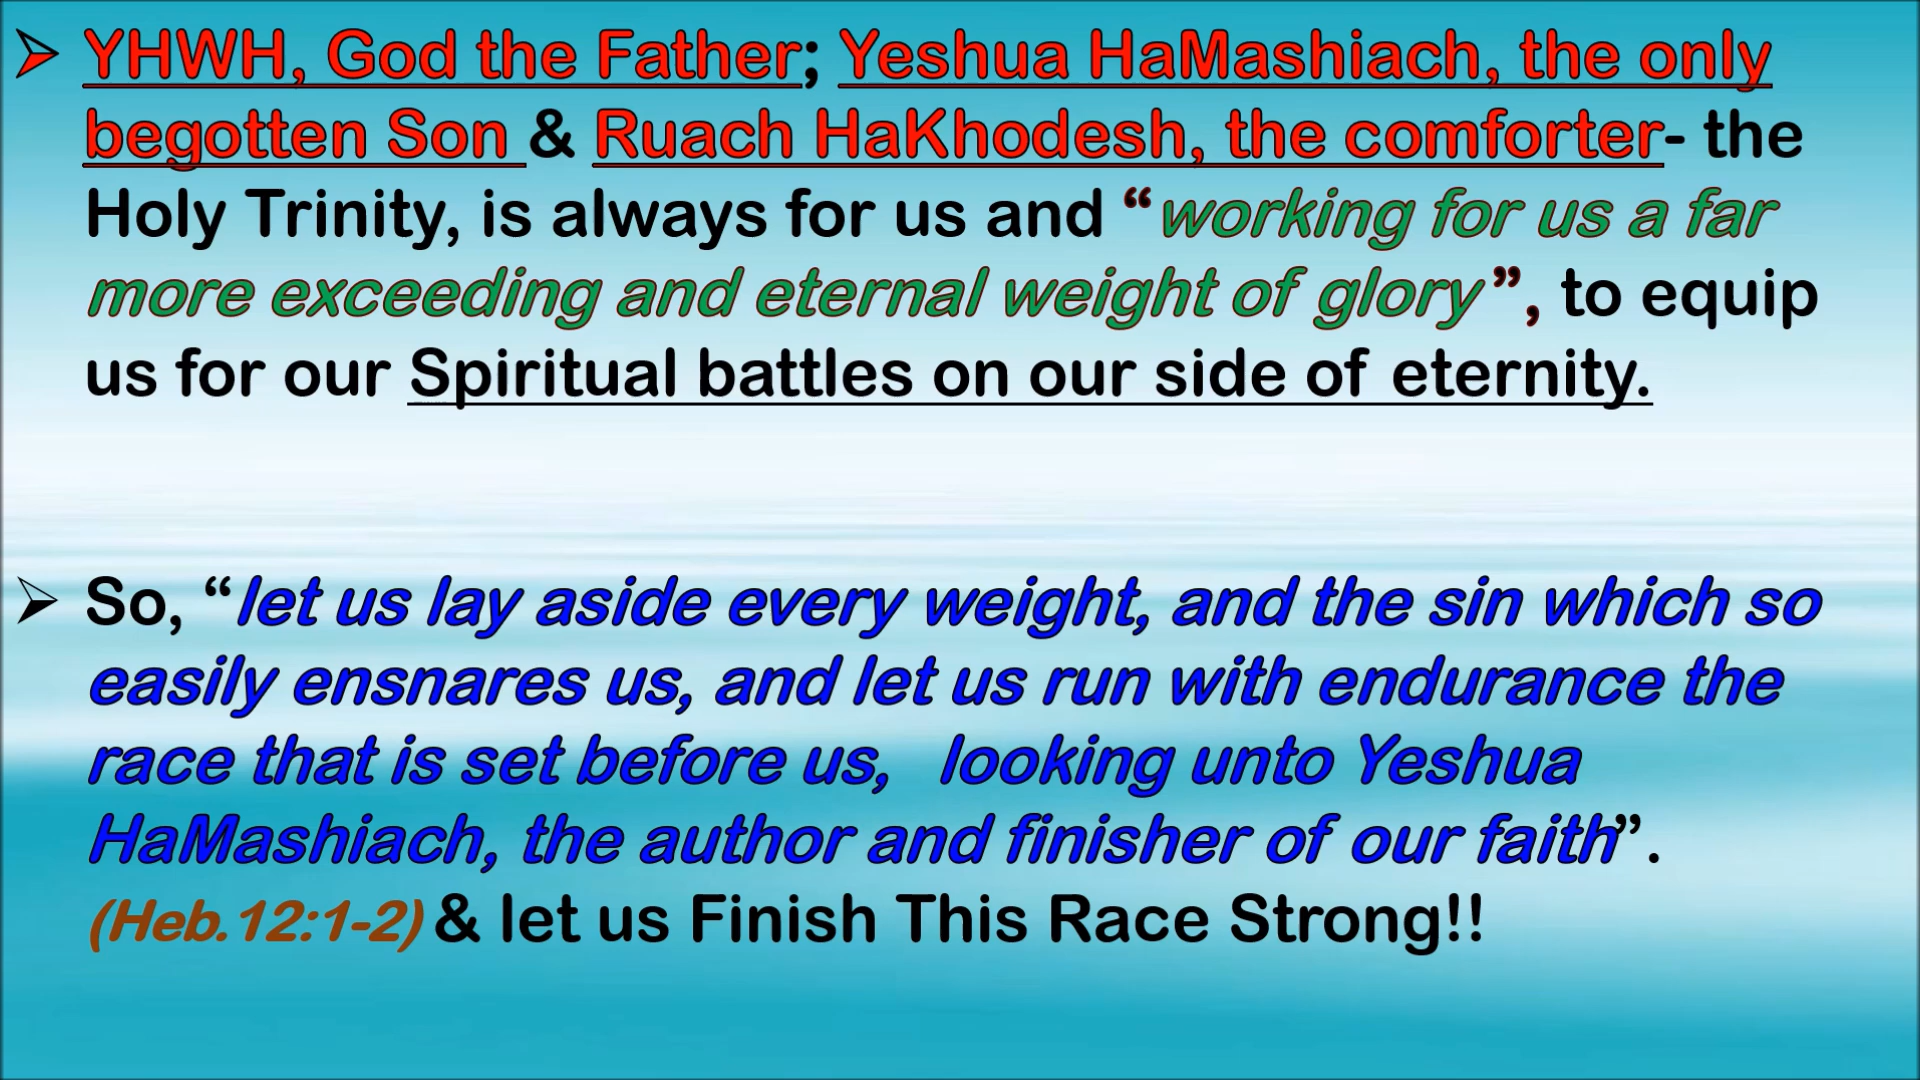 ➢ YHWH, God the Father; Yeshua HaMashiach, the only
begotten Son & Ruach HaKhodesh, the comforter- the
Holy Trinity, is always for us and “working for us a far
more exceeding and eternal weight of glory”, to equip
us for our Spiritual battles on our side of eternity.
➢ So, “let us lay aside every weight, and the sin which so
easily ensnares us, and let us run with endurance the
race that is set before us, looking unto Yeshua
HaMashiach, the author and finisher of our faith”.
(Heb.12:1-2) & let us Finish This Race Strong!!